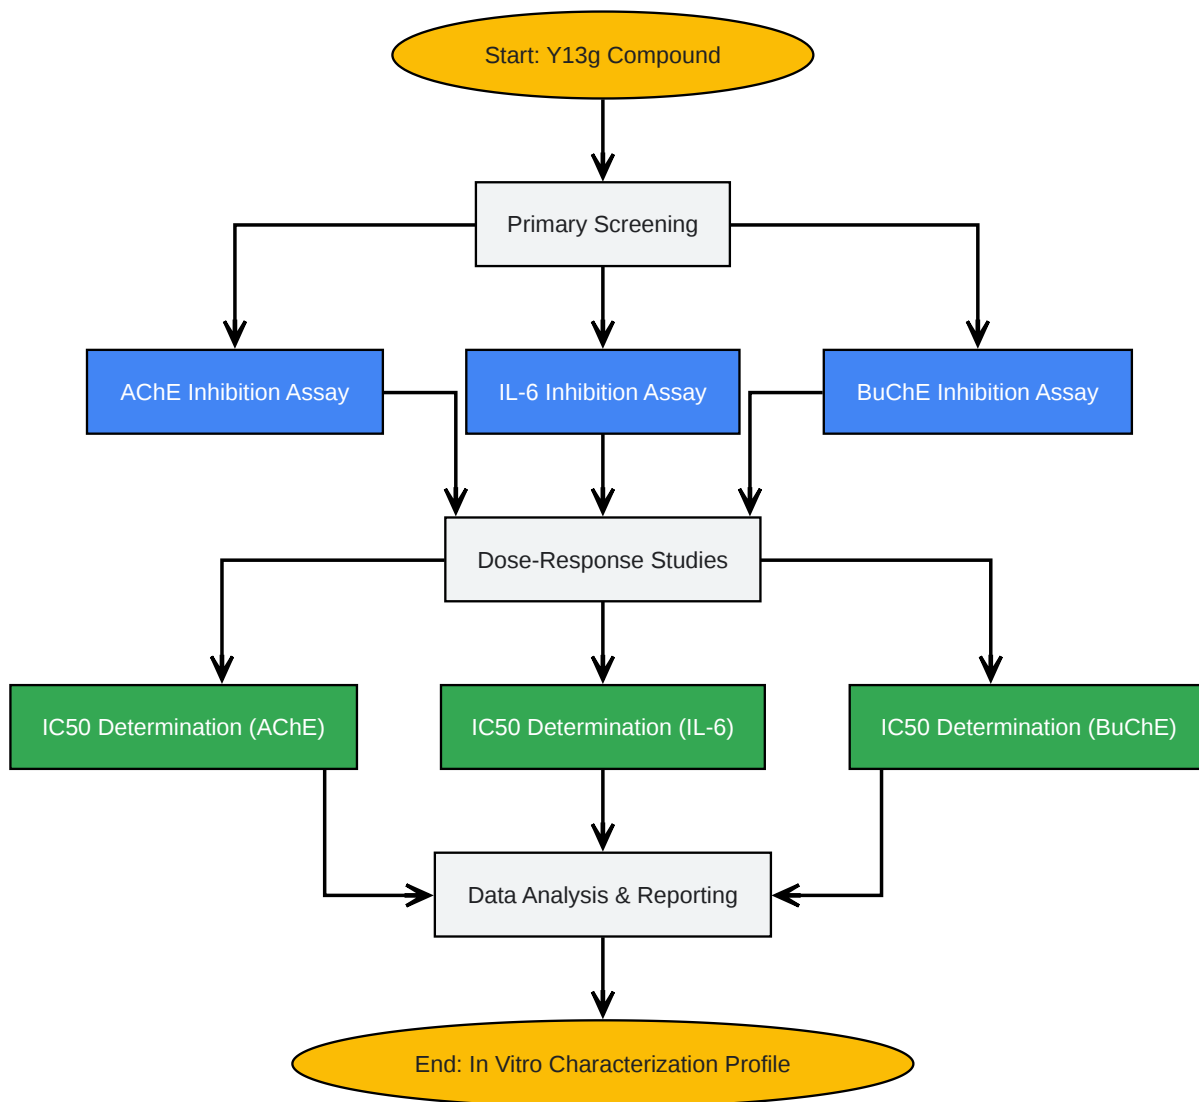 Start: Y13g Compound
Primary Screening
AChE Inhibition Assay
IL-6 Inhibition Assay
BuChE Inhibition Assay
Dose-Response Studies
IC50 Determination (AChE)
IC50 Determination (IL-6)
IC50 Determination (BuChE)
Data Analysis & Reporting
End: In Vitro Characterization Profile